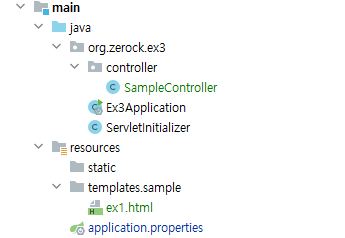 main
java
org.zerock.ex3
controller
SampleController
Ex3Application
ServletInitializer
resources
static
templates.sample
ex1.html
application.properties